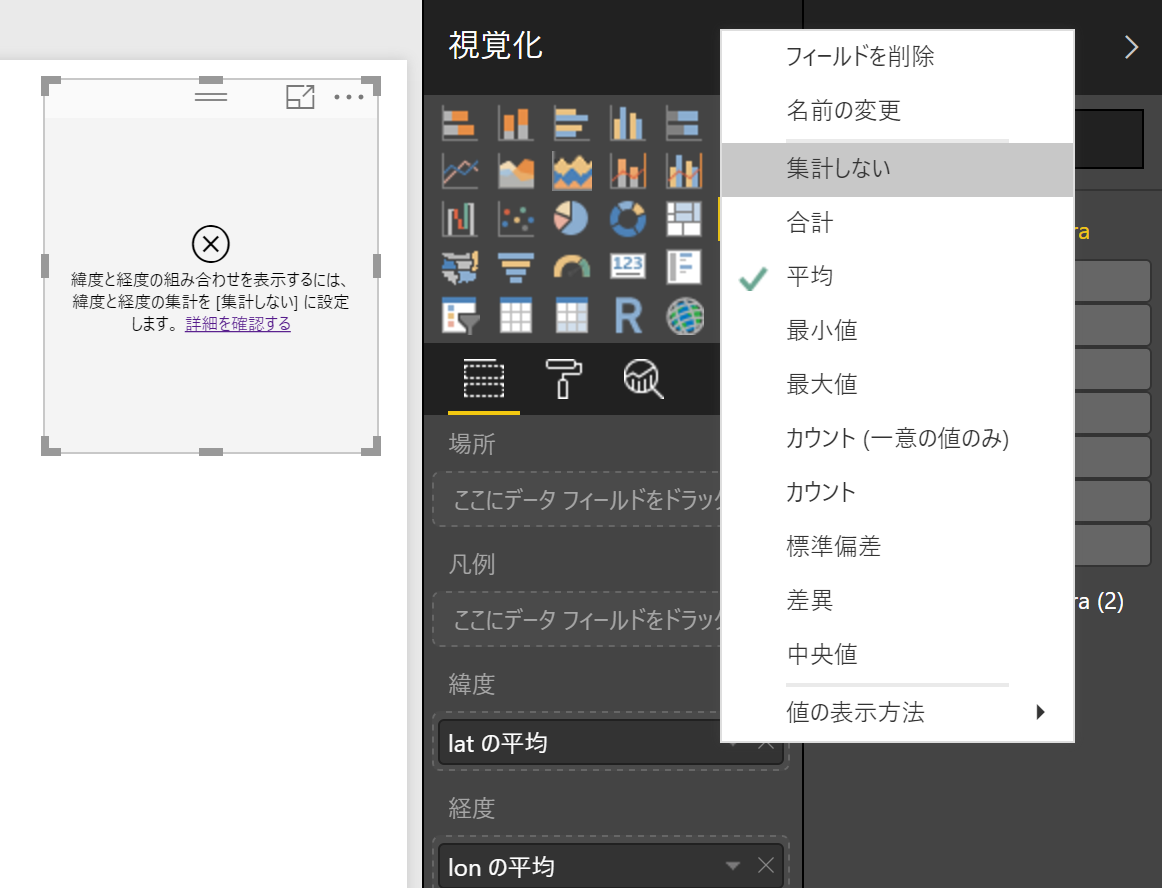 視覚化
フィールドを削除
名前の変更
集計しない
合計
平均
最小値
最大値
カウント (一意の値のみ)
カウント
標準偏差
差異
中央値
値の表示方法
緯度と経度の組み合わせを表示するには、
緯度と経度の集計を [集計しない] に設定
します。 詳細を確認する
123
R
場所
ここにデータ フィールドをドラッグ
凡例
ここにデータ フィールドをドラッグ
緯度
lat の平均
経度
lon の平均
ra
ra (2)